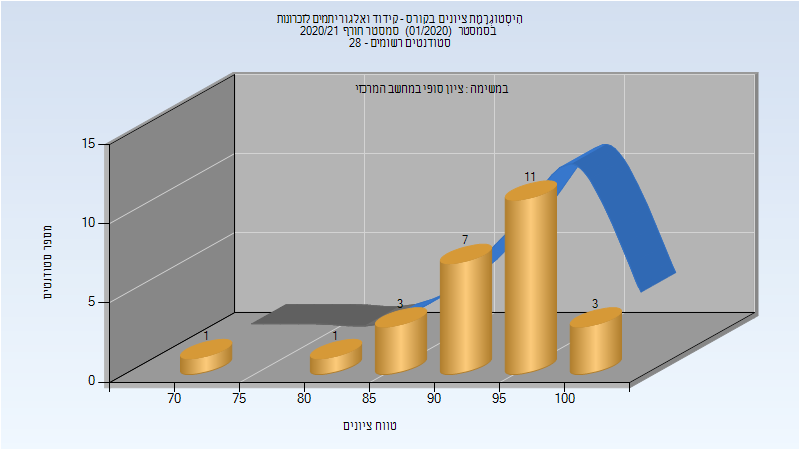 היסטוגרמת ציונים בקורס - קידוד ואלגוריתמים לזכרונות
בסמסטר (01/2020) סמסטר חורף 2020/21
סטודנטים רשומים - 28
במשימה : ציון סופי במחשב המרכזי
מספר סטודנטים
15
10
5
0
1
1
3
7
11
3
70
75
80
85
90
95
100
טווח ציונים